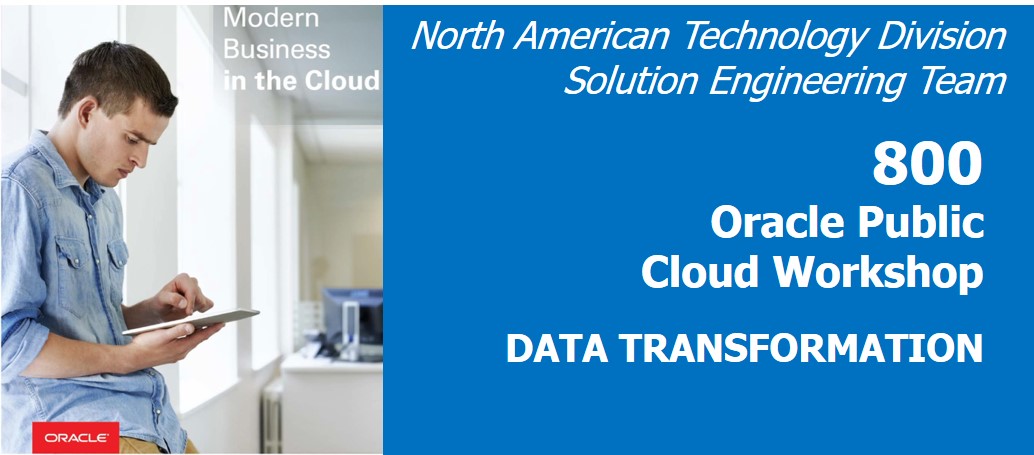 Modern
Business
in the Cloud
ORACLE
North American Technology Division
Solution Engineering Team
800
Oracle Public
Cloud Workshop
DATA TRANSFORMATION